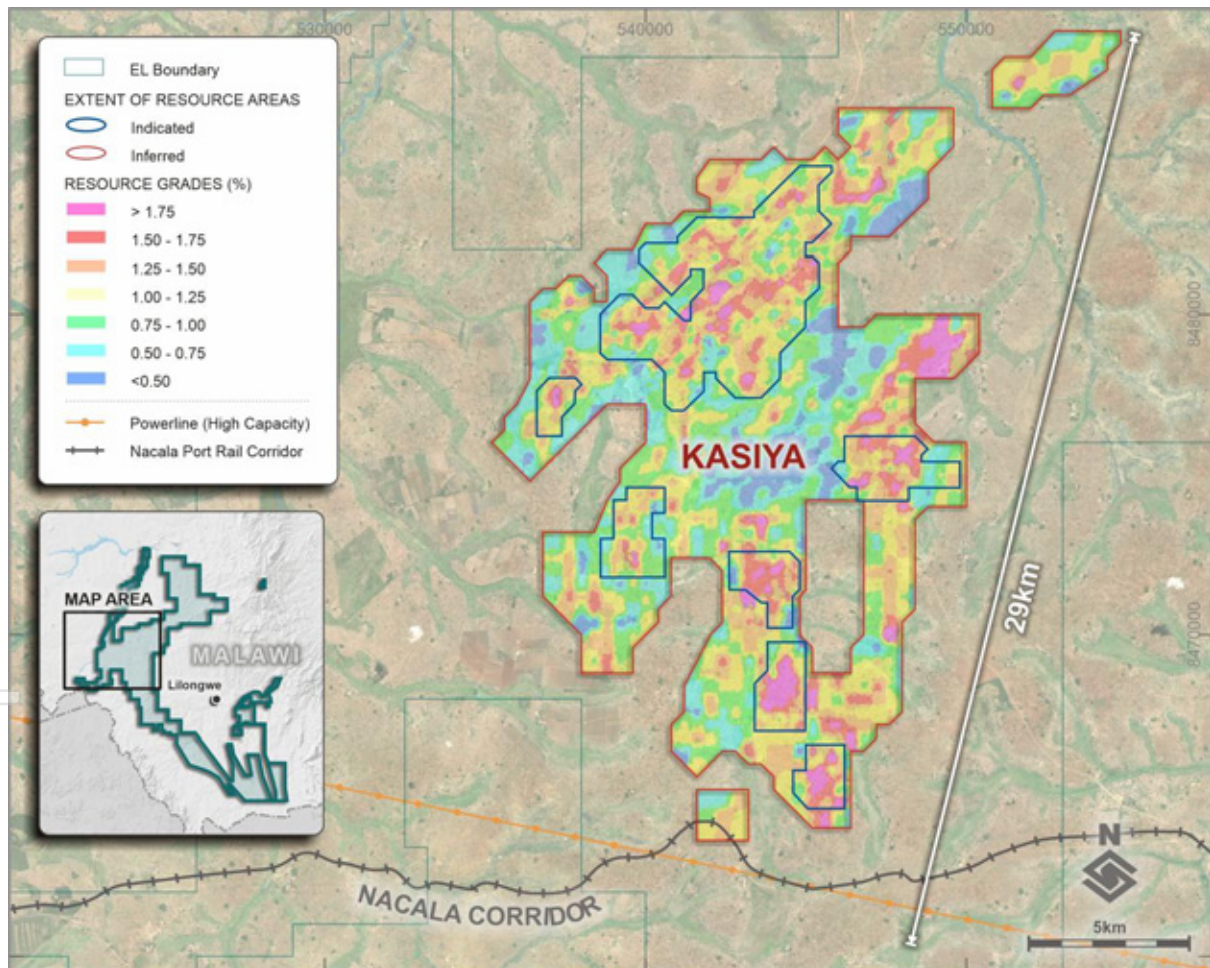 530000
540000
550000
EL Boundary
EXTENT OF RESOURCE AREAS
Indicated
Inferred
RESOURCE GRADES (%)
> 1.75
1.50 - 1.75
1.25 - 1.50
1.00 - 1.25
0.75 - 1.00
0.50 - 0.75
<0.50
Powerline (High Capacity)
Nacala Port Rail Corridor
8480000
KASIYA
MAP AREA
MALAWI
Lilongwe
29km
8470000
NACALA CORRIDOR
N
5km